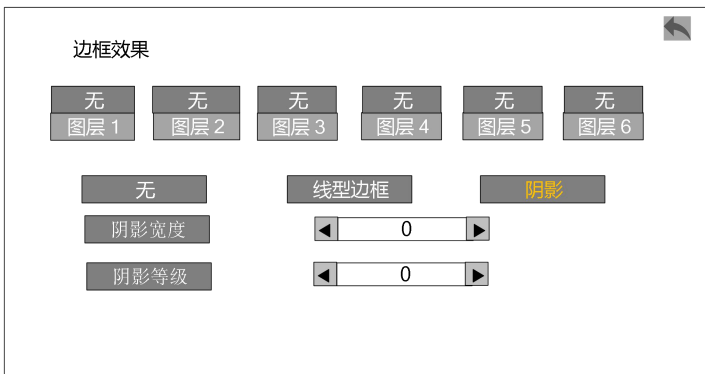 边框效果
无 无 无 无 无 无
图层 1 图层 2 图层 3 图层 4 图层 5 图层 6
无 线型边框 阴影
阴影宽度 0
阴影等级 0